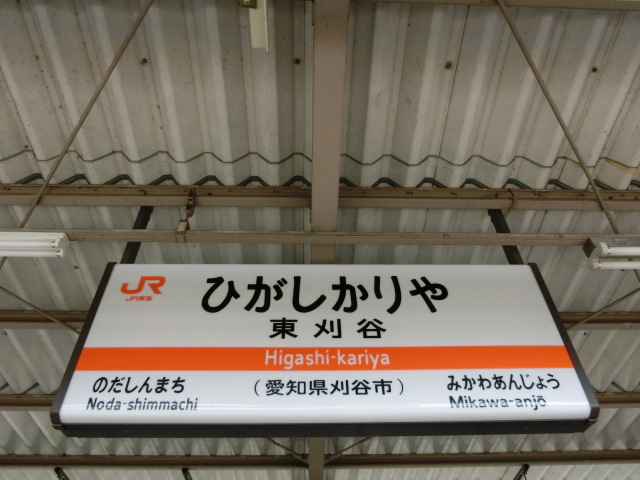 JR
JR東海
ひがしかりや
東刈谷
Higashi-kariya
のだしんまち
Noda-shimmachi
（愛知県刈谷市）
みかわあんじょう
Mikawa-anjō